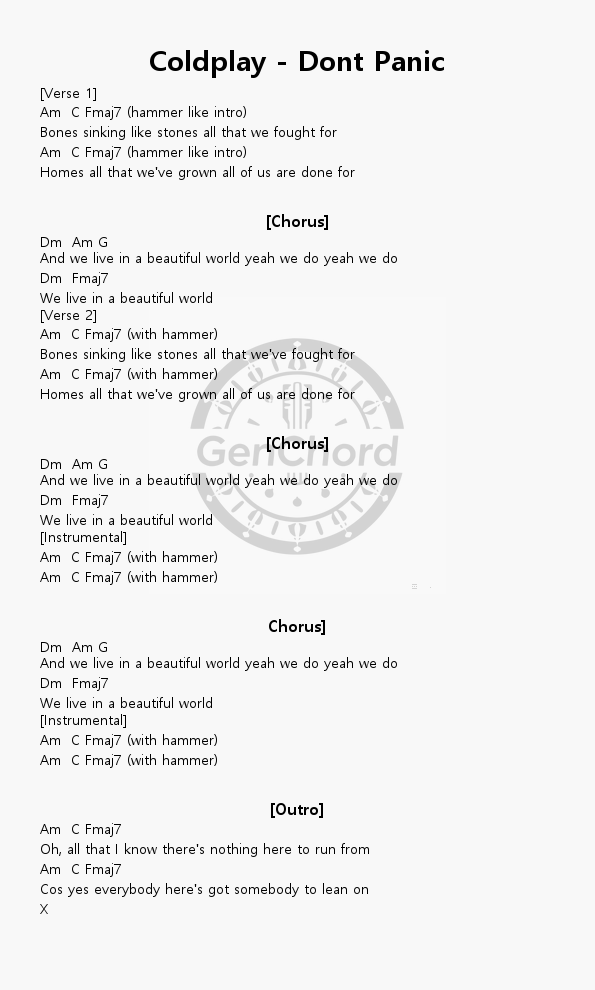 Coldplay - Dont Panic
[Verse 1]
Am C Fmaj7 (hammer like intro)
Bones sinking like stones all that we fought for
Am C Fmaj7 (hammer like intro)
Homes all that we've grown all of us are done for
[Chorus]
Dm Am G
And we live in a beautiful world yeah we do yeah we do
Dm Fmaj7
We live in a beautiful world
[Verse 2]
Am C Fmaj7 (with hammer)
Bones sinking like stones all that we've fought for
Am C Fmaj7 (with hammer)
Homes all that we've grown all of us are done for
GenChord
[Chorus]
Dm Am G
And we live in a beautiful world yeah we do yeah we do
Dm Fmaj7
We live in a beautiful world
[Instrumental]
Am C Fmaj7 (with hammer)
Am C Fmaj7 (with hammer)
Chorus]
Dm Am G
And we live in a beautiful world yeah we do yeah we do
Dm Fmaj7
We live in a beautiful world
[Instrumental]
Am C Fmaj7 (with hammer)
Am C Fmaj7 (with hammer)
[Outro]
Am C Fmaj7
Oh, all that I know there's nothing here to run from
Am C Fmaj7
Cos yes everybody here's got somebody to lean on
X